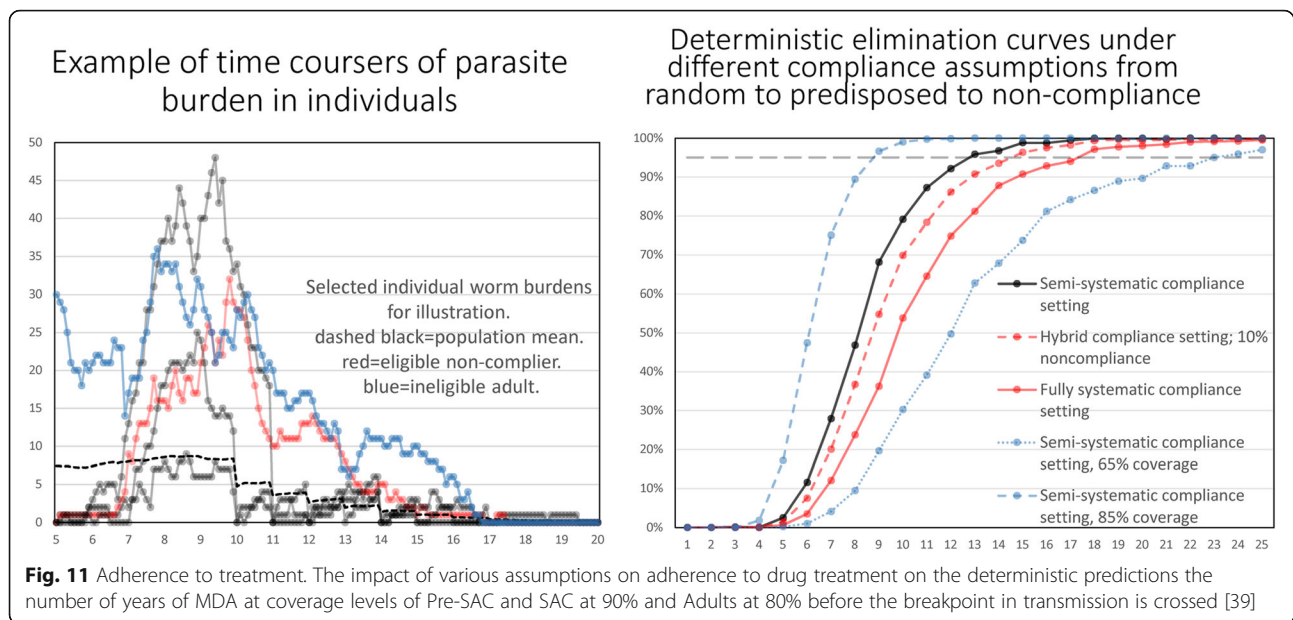 Example of time coursers of parasite
burden in individuals
50
45
40
35
30
25
20
15
10
5
0
Selected individual worm burdens
for illustration.
dashed black=population mean.
red=eligible non-complier.
blue=ineligible adult.
5 6 7 8 9 10 11 12 13 14 15 16 17 18 19 20
Deterministic elimination curves under
different compliance assumptions from
random to predisposed to non-compliance
100%
90%
80%
70%
60%
50%
40%
30%
20%
10%
0%
Semi-systematic compliance
setting
Hybrid compliance setting; 10%
noncompliance
Fully systematic compliance
setting
Semi-systematic compliance
setting, 65% coverage
Semi-systematic compliance
setting, 85% coverage
1 2 3 4 5 6 7 8 9 10 11 12 13 14 15 16 17 18 19 20 21 22 23 24 25
Fig. 11 Adherence to treatment. The impact of various assumptions on adherence to drug treatment on the deterministic predictions the
number of years of MDA at coverage levels of Pre-SAC and SAC at 90% and Adults at 80% before the breakpoint in transmission is crossed [39]